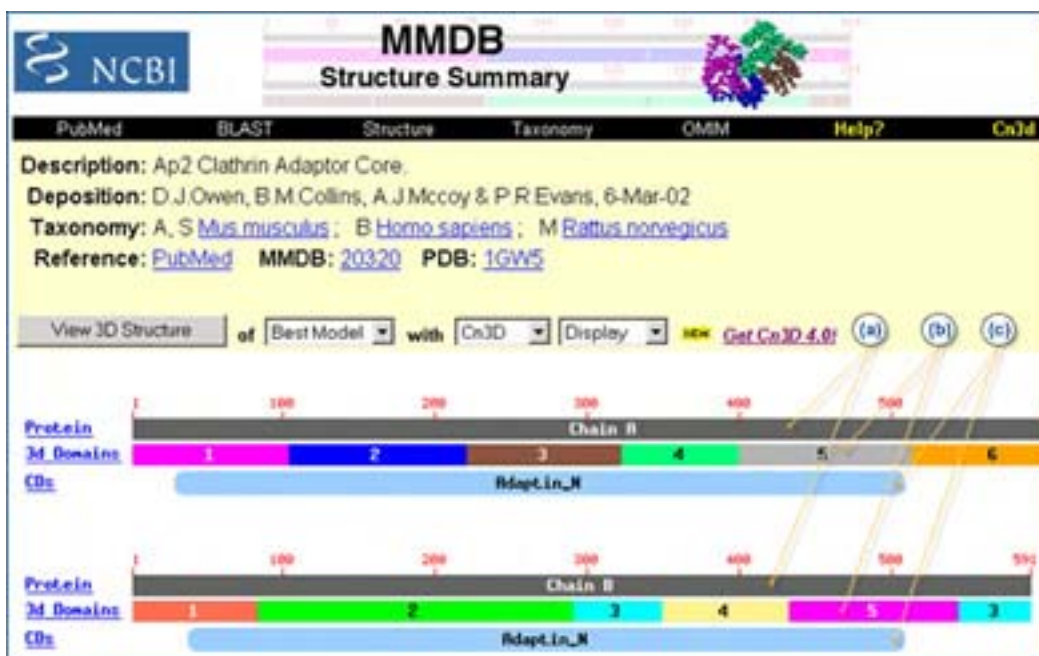 NCBI
MMDB
Structure Summary
PubMed BLAST Structure Taxonomy OMIM Help? Cn3d
Description: Ap2 Clathrin Adaptor Core.
Deposition: D.J.Owen, B.M.Collins, A.J.Mccoy & P.R.Evans, 6-Mar-02
Taxonomy: A, S Mus musculus ; B Homo sapiens ; M Rattus norvegicus
Reference: PubMed MMDB: 20320 PDB: 1GW5
View 3D Structure of Best Model with Cn3D Display NEW Get Cn3D 4.0! (a) (b) (c)
1 100 200 300 400 500
Protein Chain A
3d Domains 1 2 3 4 5 6
CDs Adaptin_N
1 100 200 300 400 500 591
Protein Chain B
3d Domains 1 2 3 4 5 3
CDs Adaptin_N